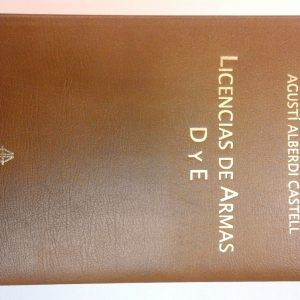 AGUSTÍ ALBERDI CASTELL
LICENCIAS DE ARMAS
D Y E